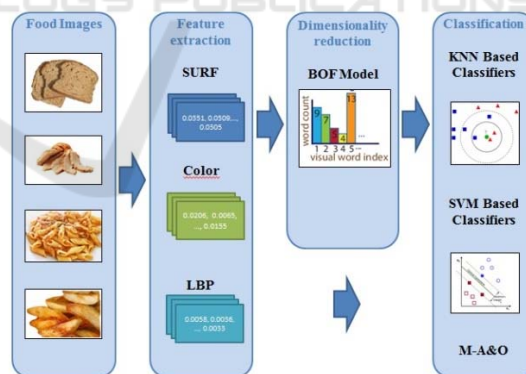 Food Images
Feature
extraction
SURF
0.0351, 0.0509...,
0.0305
Color
0.0206, 0.0065,
..., 0.0155
LBP
0.0058, 0.0038,
..., 0.0033
Dimensionality
reduction
BOF Model
word count
9
7
4
13
1 2 3 4 5...
visual word index
Classification
KNN Based
Classifiers
SVM Based
Classifiers
M-A&O